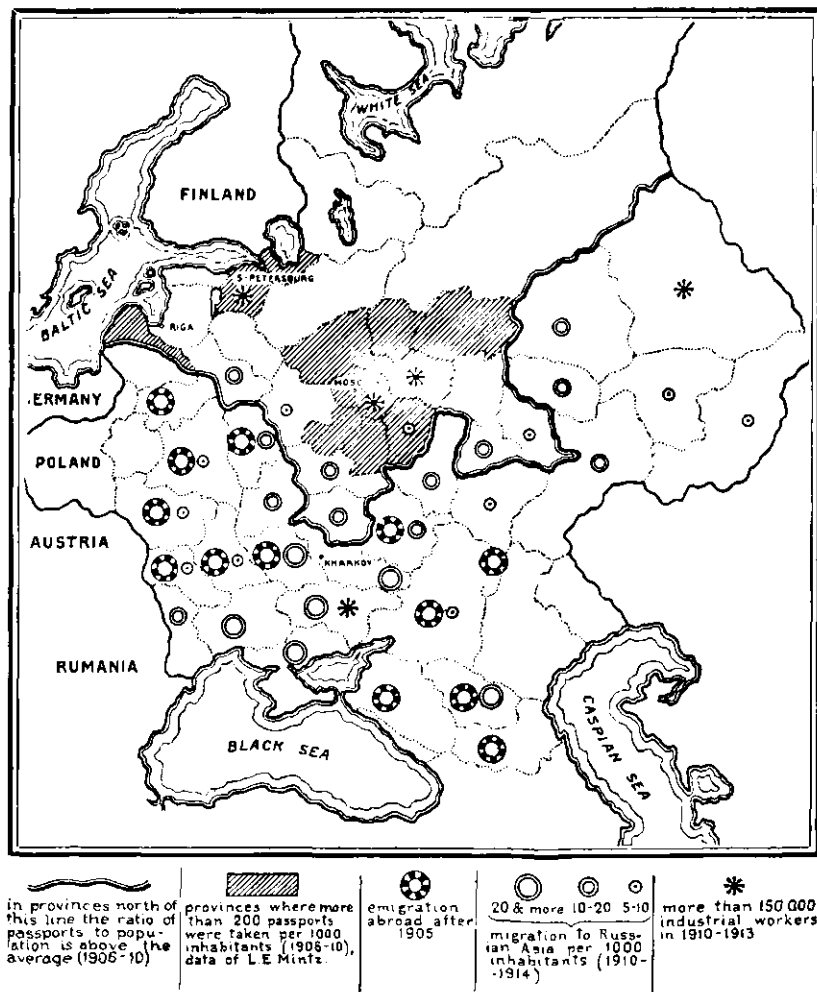 WHITE SEA
FINLAND
S-PETERSBURG
BALTIC SEA
RIGA
MOSC
ERMANY
POLAND
AUSTRIA
KHARKOV
RUMANIA
BLACK SEA
CASPIAN SEA
in provinces north of
this line the ratio of
passports to popu-
lation is above the
average (1906-10)
provinces where more
than 200 passports
were taken per 1000
inhabitants (1906-10),
data of L.E Mintz.
emigration
abroad after
1905
20 & more 10-20 5-10
migration to Russ-
ian Asia per 1000
inhabitants (1910-
-1914)
more than 150 000
industrial workers
in 1910-1913